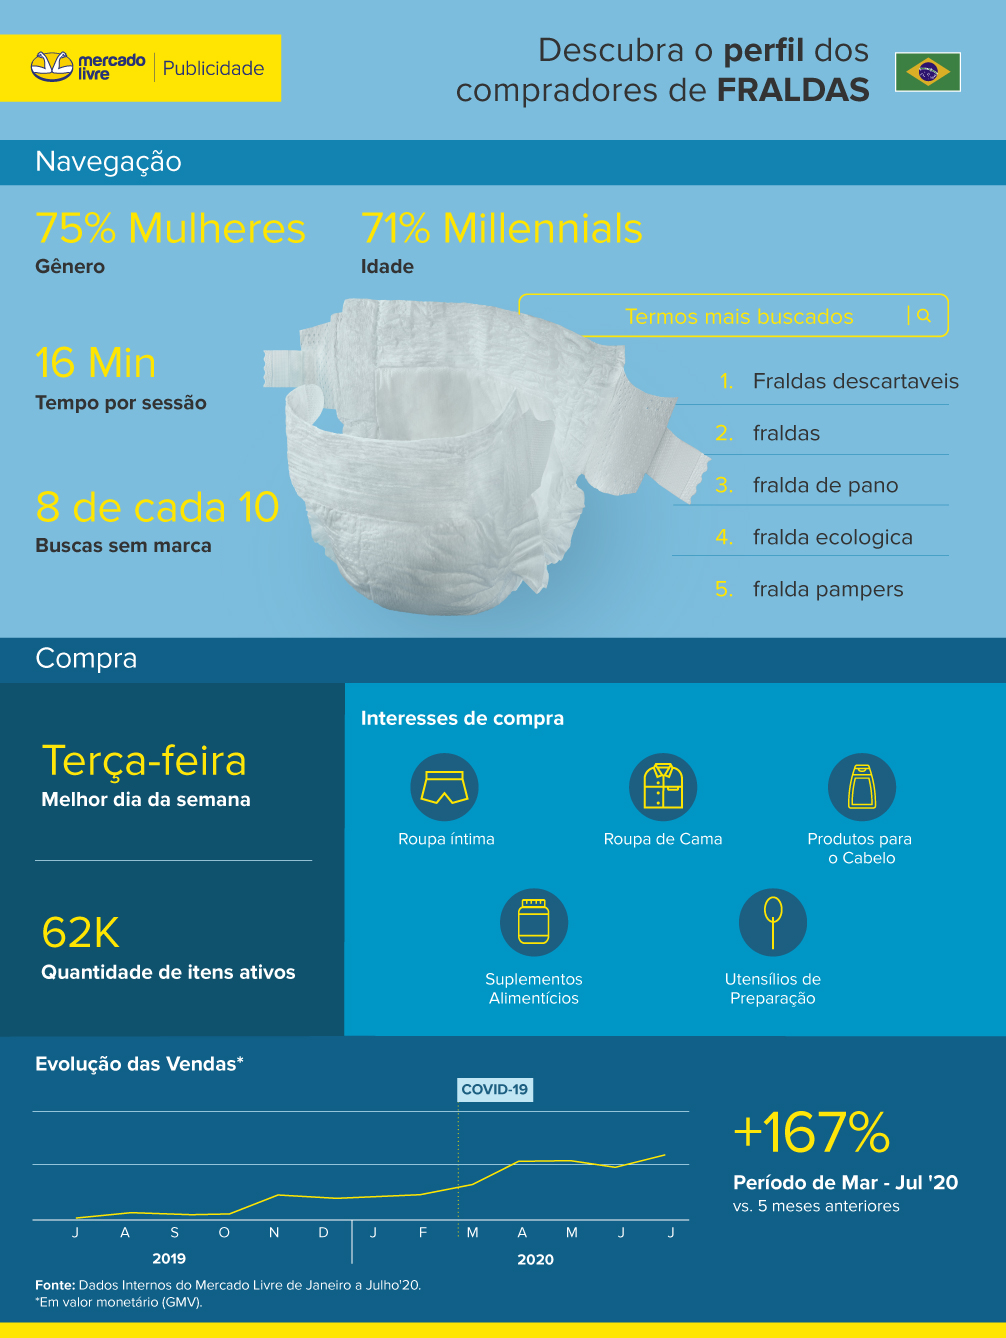 mercado
livre
Publicidade
Descubra o perfil dos
compradores de FRALDAS
Navegação
75% Mulheres
Gênero
71% Millennials
Idade
16 Min
Tempo por sessão
8 de cada 10
Buscas sem marca
Termos mais buscados
1. Fraldas descartaveis
2. fraldas
3. fralda de pano
4. fralda ecologica
5. fralda pampers
Compra
Terça-feira
Melhor dia da semana
62K
Quantidade de itens ativos
Interesses de compra
Roupa íntima
Roupa de Cama
Produtos para
o Cabelo
Suplementos
Alimentícios
Utensílios de
Preparação
Evolução das Vendas*
COVID-19
J A S O N D J F M A M J J
2019 2020
+167%
Período de Mar - Jul '20
vs. 5 meses anteriores
Fonte: Dados Internos do Mercado Livre de Janeiro a Julho'20.
*Em valor monetário (GMV).